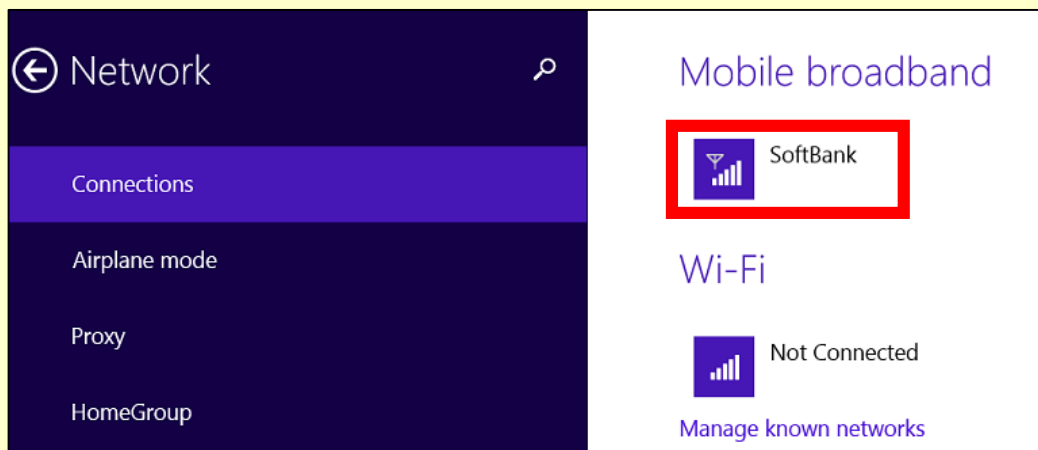 Network
Connections
Airplane mode
Proxy
HomeGroup
Mobile broadband
SoftBank
Wi-Fi
Not Connected
Manage known networks